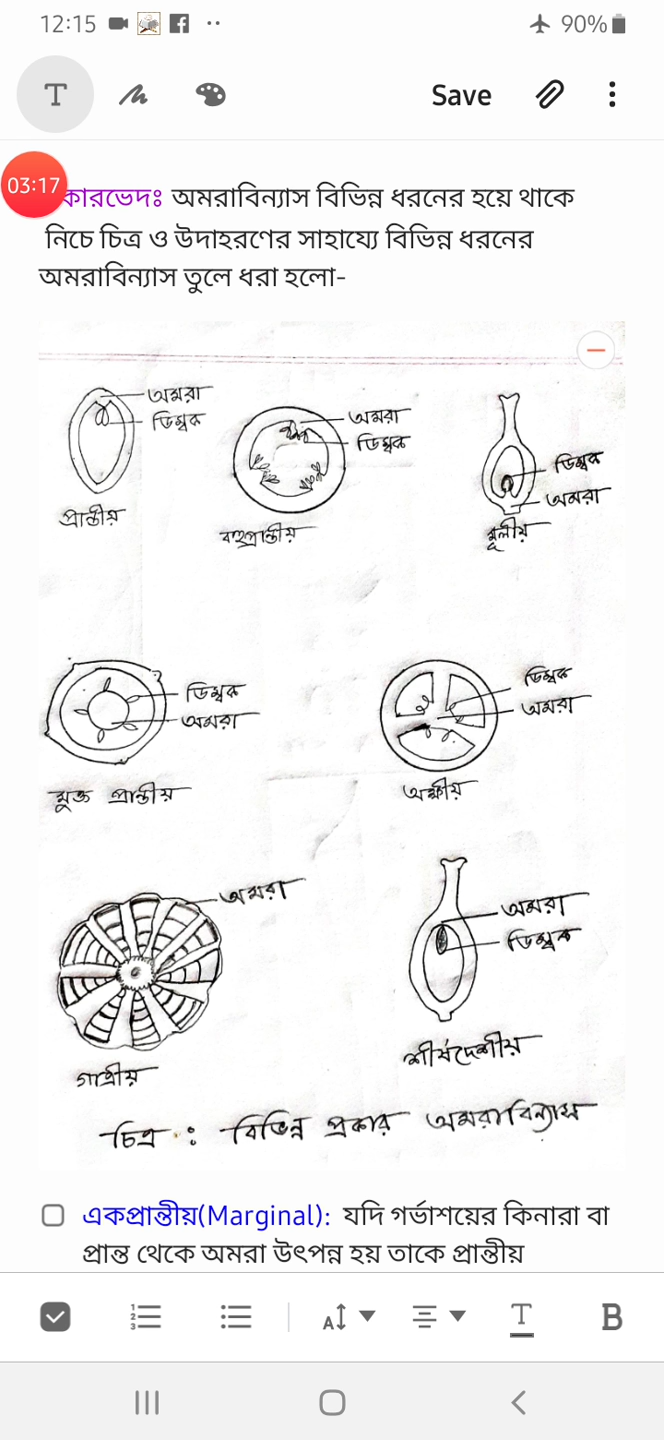 12:15
90%
Save
03:17
কারভেদঃ অমরাবিন্যাস বিভিন্ন ধরনের হয়ে থাকে
নিচে চিত্র ও উদাহরণের সাহায্যে বিভিন্ন ধরনের
অমরাবিন্যাস তুলে ধরা হলো-
অমরা
ডিম্বক
প্রান্তীয়
অমরা
ডিম্বক
বহুপ্রান্তীয়
ডিম্বক
অমরা
মূলীয়
ডিম্বক
অমরা
মুক্ত প্রান্তীয়
ডিম্বক
অমরা
অক্ষীয়
অমরা
গাত্রীয়
অমরা
ডিম্বক
শীর্ষদেশীয়
চিত্র : বিভিন্ন প্রকার অমরাবিন্যাস
একপ্রান্তীয়(Marginal): যদি গর্ভাশয়ের কিনারা বা
প্রান্ত থেকে অমরা উৎপন্ন হয় তাকে প্রান্তীয়